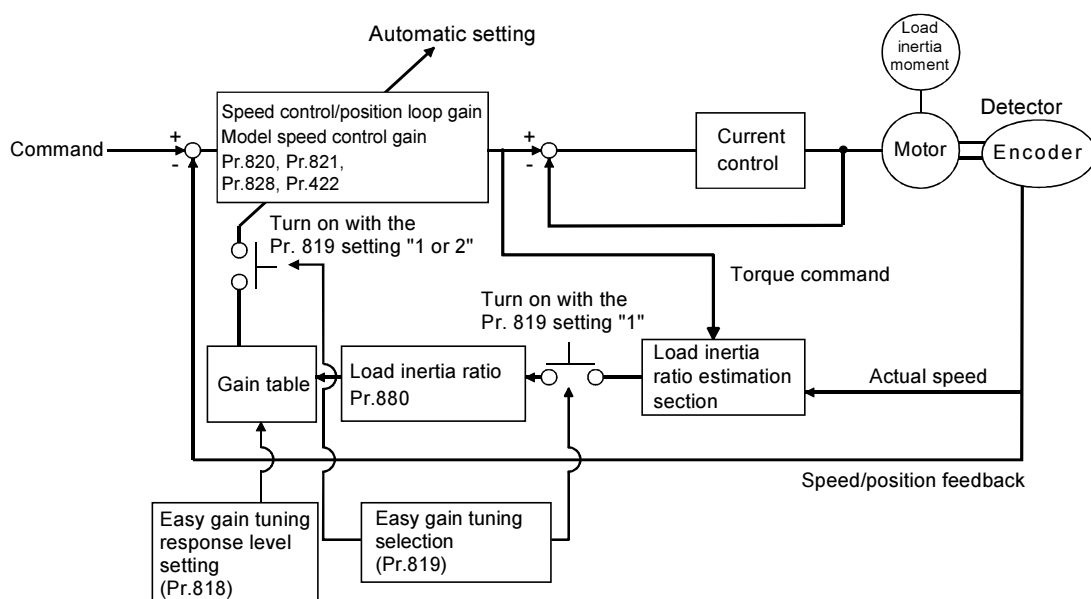 Automatic setting
Load
inertia
moment
Speed control/position loop gain
Model speed control gain
Pr.820, Pr.821,
Pr.828, Pr.422
Command
+
-
+
-
Current
control
Motor
Detector
Encoder
Turn on with the
Pr. 819 setting "1 or 2"
Torque command
Turn on with the
Pr. 819 setting "1"
Gain table
Load inertia ratio
Pr.880
Load inertia
ratio estimation
section
Actual speed
Speed/position feedback
Easy gain tuning
response level
setting
(Pr.818)
Easy gain tuning
selection
(Pr.819)